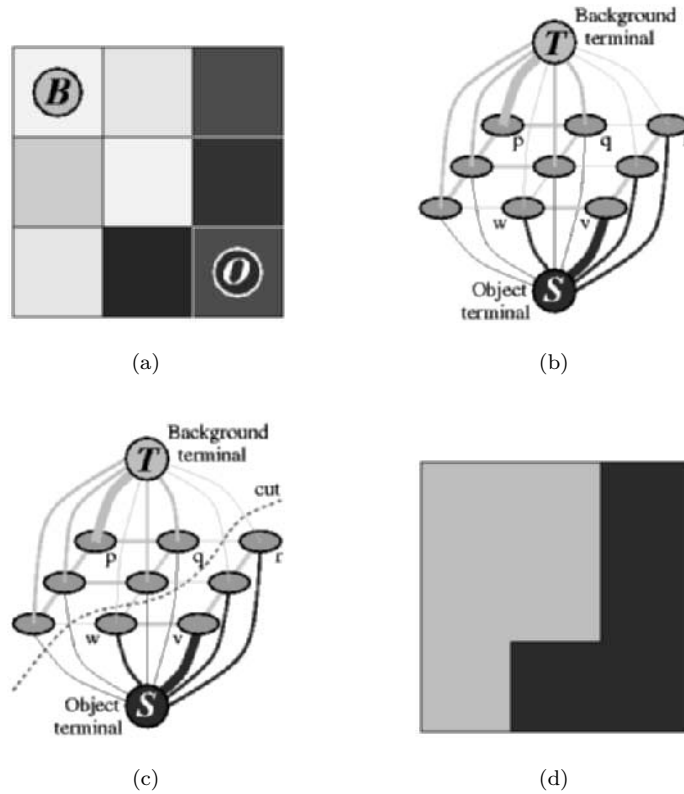 B
O
(a)
Background
terminal
T
p
q
w
v
Object
terminal
S
(b)
Background
terminal
T
cut
p
q
r
w
v
Object
terminal
S
(c)
(d)